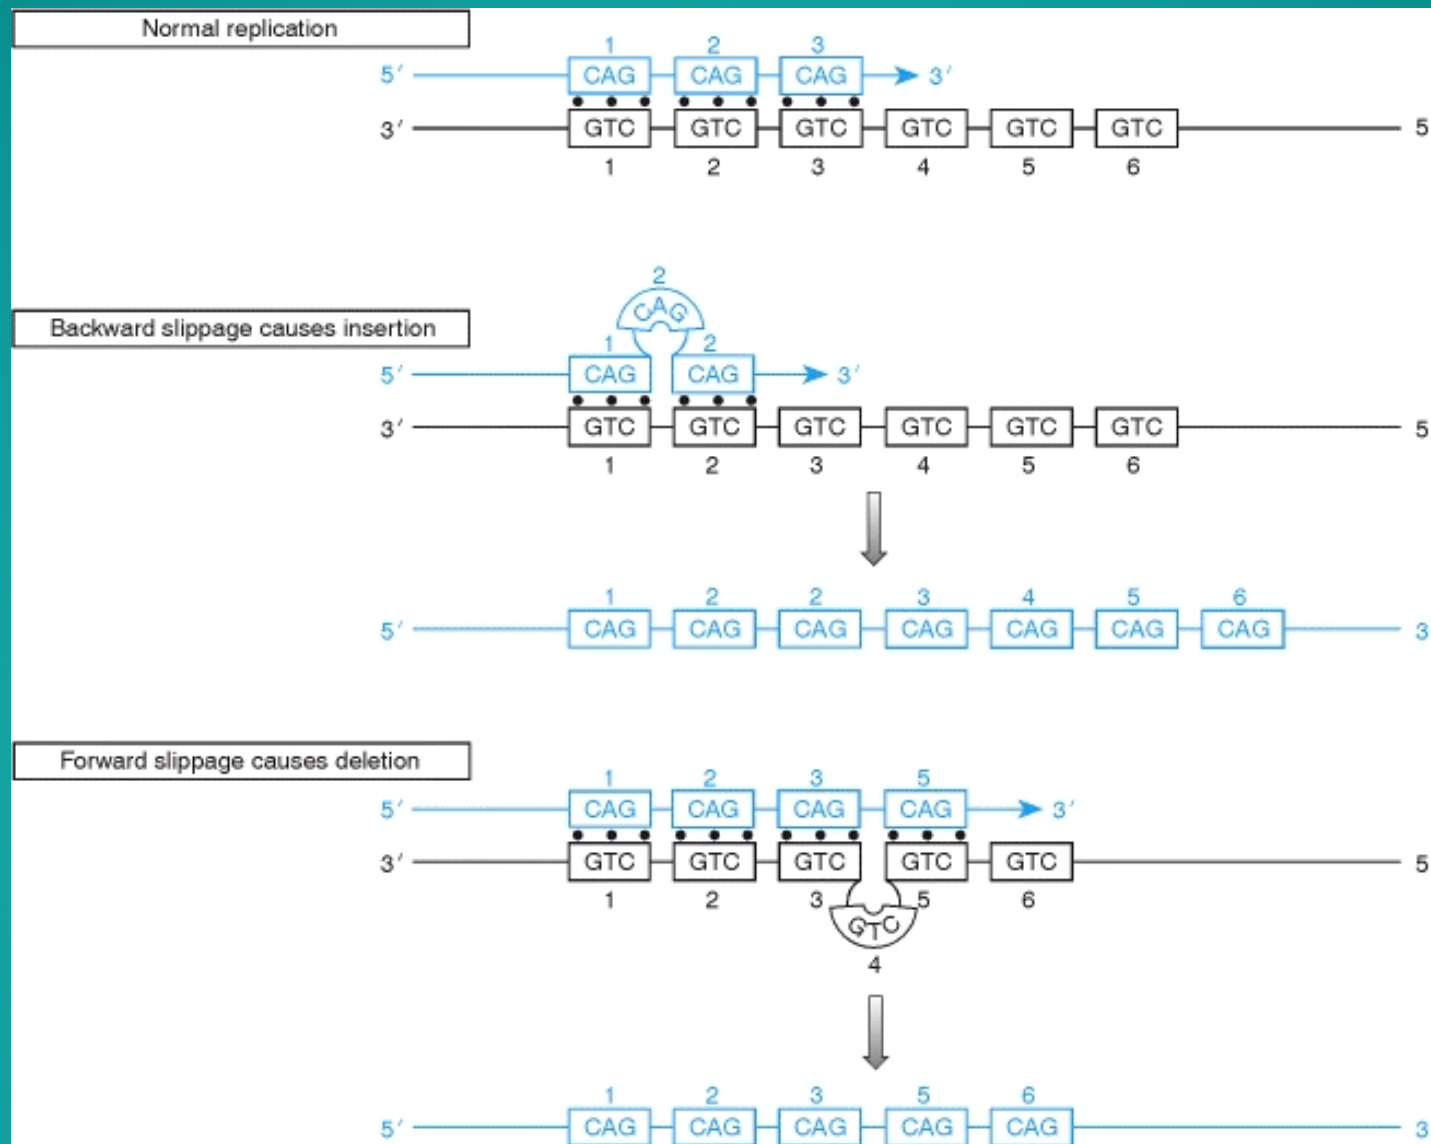 Normal replication
1 2 3
5′ CAG CAG CAG 3′
3′ GTC GTC GTC GTC GTC GTC 5
1 2 3 4 5 6
Backward slippage causes insertion
2
CAG
1 2
5′ CAG CAG 3′
3′ GTC GTC GTC GTC GTC GTC 5
1 2 3 4 5 6
1 2 2 3 4 5 6
5′ CAG CAG CAG CAG CAG CAG CAG 3
Forward slippage causes deletion
1 2 3 5
5′ CAG CAG CAG CAG 3′
3′ GTC GTC GTC GTC GTC 5
1 2 3 5 6
GTC
4
1 2 3 5 6
5′ CAG CAG CAG CAG CAG 3